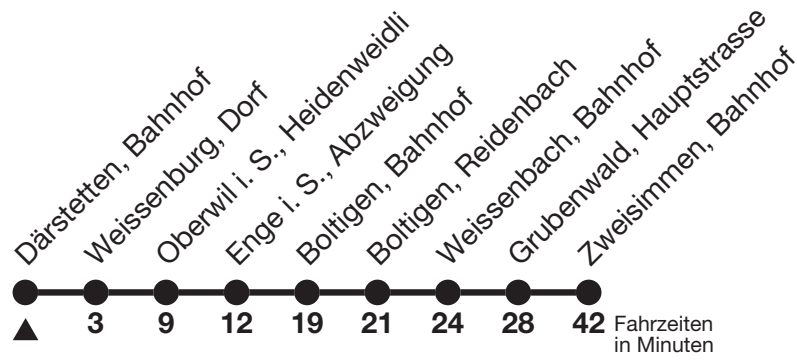 Därstetten, Bahnhof
Weissenburg, Dorf
Oberwil i. S., Heidenweidli
Enge i. S., Abzweigung
Boltigen, Bahnhof
Boltigen, Reidenbach
Weissenbach, Bahnhof
Grubenwald, Hauptstrasse
Zweisimmen, Bahnhof
3 9 12 19 21 24 28 42 Fahrzeiten
in Minuten